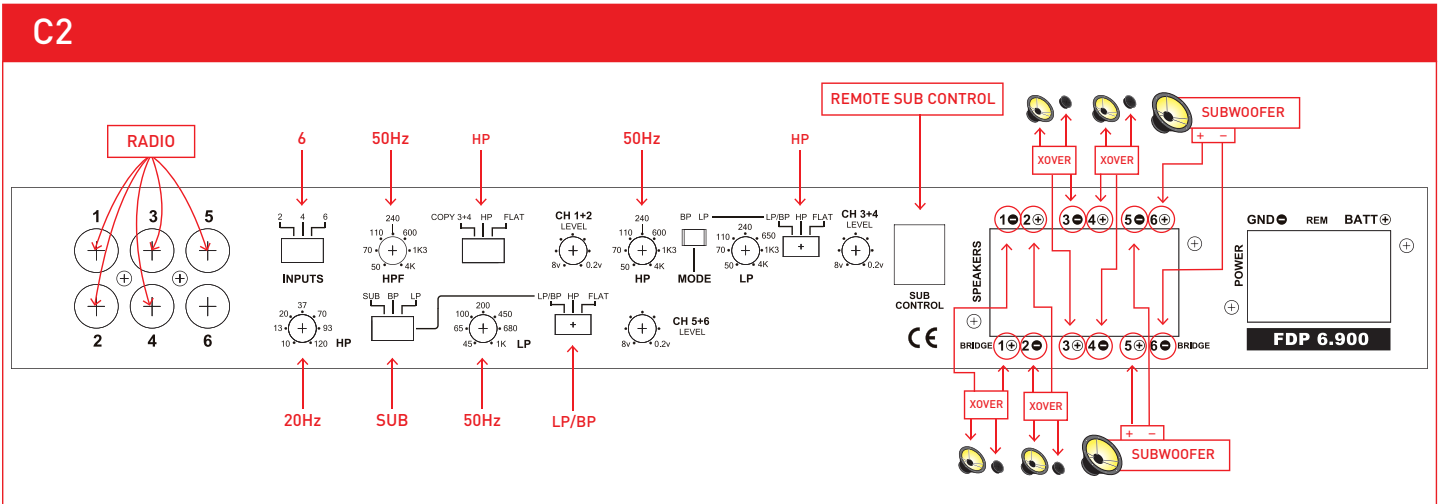 C2
REMOTE SUB CONTROL
SUBWOOFER
+ −
RADIO
6
50Hz
HP
50Hz
HP
XOVER
XOVER
1
3
5
2 4 6
INPUTS
240
110 600
70 1K3
50 4K
HPF
COPY 3+4 HP FLAT
CH 1+2
LEVEL
8v 0.2v
240
110 600
70 1K3
50 4K
HP
BP LP
MODE
240
110 650
70 1K3
50 4K
LP
LP/BP HP FLAT
+
CH 3+4
LEVEL
8v 0.2v
SUB
CONTROL
CE
SPEAKERS
1⊖ 2⊕ 3⊖ 4⊕ 5⊖ 6⊕
POWER
GND⊖ REM BATT⊕
FDP 6.900
2
4
6
37
20 70
13 93
10 120
HP
SUB BP LP
200
100 450
65 680
45 1K
LP
LP/BP HP FLAT
+
CH 5+6
LEVEL
8v 0.2v
BRIDGE 1⊕ 2⊖ 3⊕ 4⊖ 5⊕ 6⊖ BRIDGE
20Hz
SUB
50Hz
LP/BP
XOVER
XOVER
+ −
SUBWOOFER